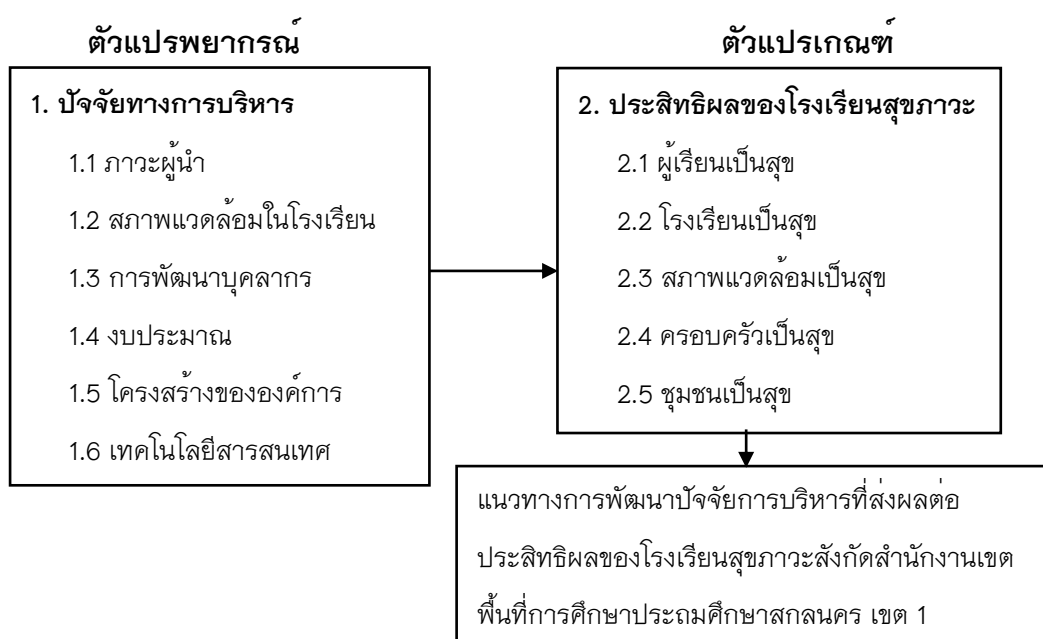 ตัวแปรพยากรณ์
1. ปัจจัยทางการบริหาร
1.1 ภาวะผู้นำ
1.2 สภาพแวดล้อมในโรงเรียน
1.3 การพัฒนาบุคลากร
1.4 งบประมาณ
1.5 โครงสร้างขององค์การ
1.6 เทคโนโลยีสารสนเทศ
ตัวแปรเกณฑ์
2. ประสิทธิผลของโรงเรียนสุขภาวะ
2.1 ผู้เรียนเป็นสุข
2.2 โรงเรียนเป็นสุข
2.3 สภาพแวดล้อมเป็นสุข
2.4 ครอบครัวเป็นสุข
2.5 ชุมชนเป็นสุข
แนวทางการพัฒนาปัจจัยการบริหารที่ส่งผลต่อ
ประสิทธิผลของโรงเรียนสุขภาวะสังกัดสำนักงานเขต
พื้นที่การศึกษาประถมศึกษาสกลนคร เขต 1